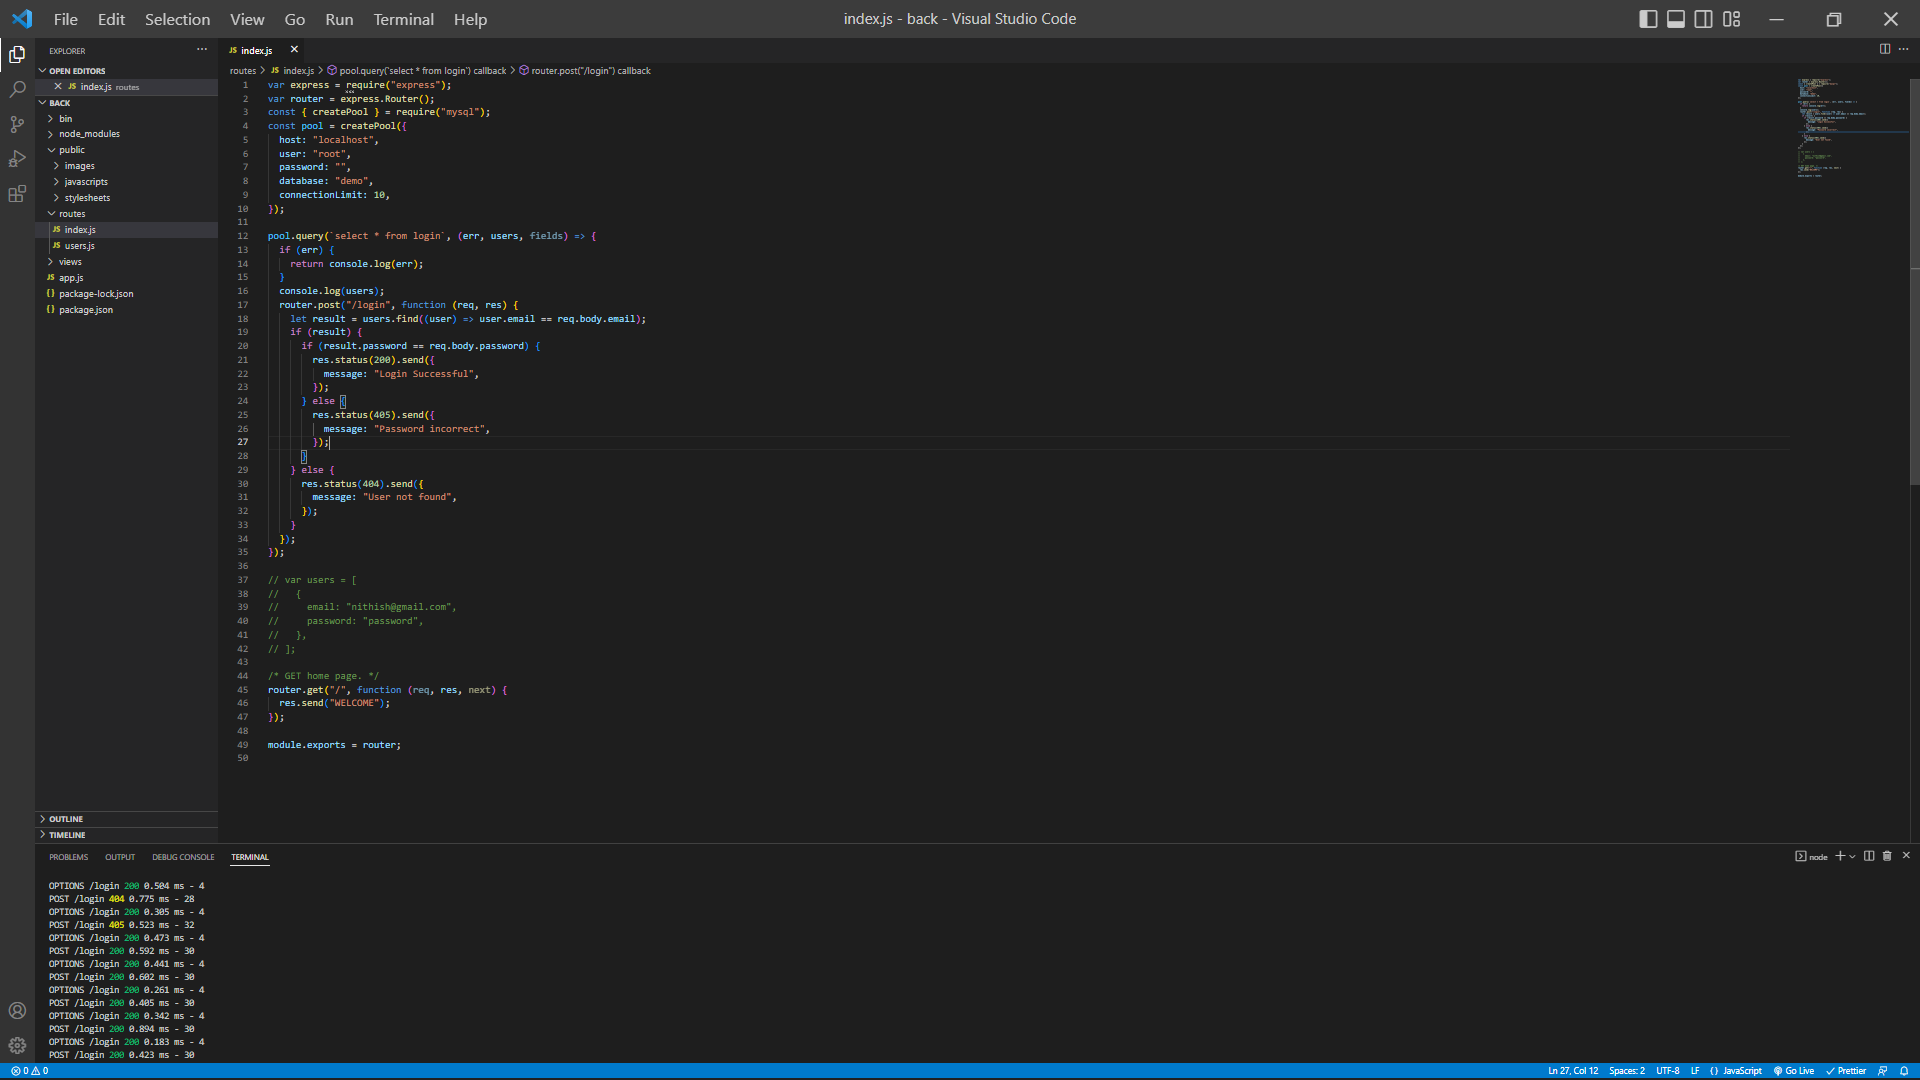 File Edit Selection View Go Run Terminal Help
index.js - back - Visual Studio Code
EXPLORER
OPEN EDITORS
JS index.js routes
BACK
bin
node_modules
public
images
javascripts
stylesheets
routes
JS index.js
JS users.js
views
JS app.js
{} package-lock.json
{} package.json
OUTLINE
TIMELINE
JS index.js
routes > JS index.js > pool.query(`select * from login`) callback > router.post("/login") callback
1 var express = require("express");
2 var router = express.Router();
3 const { createPool } = require("mysql");
4 const pool = createPool({
5 host: "localhost",
6 user: "root",
7 password: "",
8 database: "demo",
9 connectionLimit: 10,
10 });
11
12 pool.query(`select * from login`, (err, users, fields) => {
13 if (err) {
14 return console.log(err);
15 }
16 console.log(users);
17 router.post("/login", function (req, res) {
18 let result = users.find((user) => user.email == req.body.email);
19 if (result) {
20 if (result.password == req.body.password) {
21 res.status(200).send({
22 message: "Login Successful",
23 });
24 } else {
25 res.status(405).send({
26 message: "Password incorrect",
27 });
28 }
29 } else {
30 res.status(404).send({
31 message: "User not found",
32 });
33 }
34 });
35 });
36
37 // var users = [
38 // {
39 // email: "nithish@gmail.com",
40 // password: "password",
41 // },
42 // ];
43
44 /* GET home page. */
45 router.get("/", function (req, res, next) {
46 res.send("WELCOME");
47 });
48
49 module.exports = router;
50
PROBLEMS OUTPUT DEBUG CONSOLE TERMINAL
node
OPTIONS /login 200 0.504 ms - 4
POST /login 404 0.775 ms - 28
OPTIONS /login 200 0.305 ms - 4
POST /login 405 0.523 ms - 32
OPTIONS /login 200 0.473 ms - 4
POST /login 200 0.592 ms - 30
OPTIONS /login 200 0.441 ms - 4
POST /login 200 0.602 ms - 30
OPTIONS /login 200 0.261 ms - 4
POST /login 200 0.405 ms - 30
OPTIONS /login 200 0.342 ms - 4
POST /login 200 0.894 ms - 30
OPTIONS /login 200 0.183 ms - 4
POST /login 200 0.423 ms - 30
0 0
Ln 27, Col 12 Spaces: 2 UTF-8 LF {} JavaScript Go Live Prettier